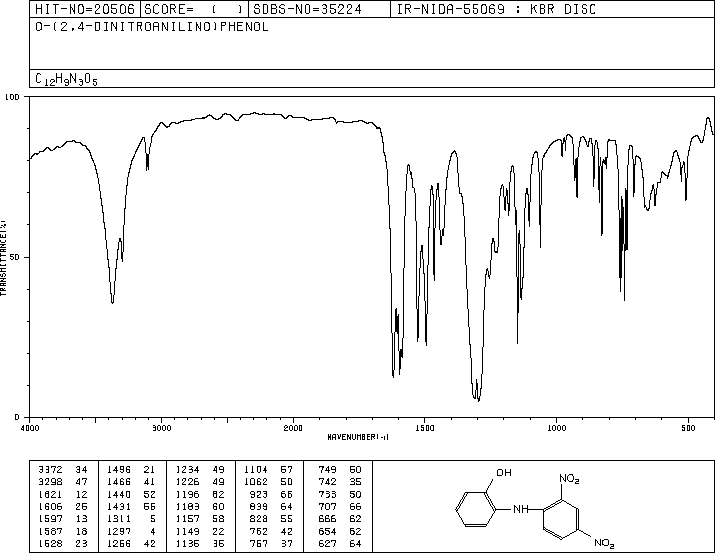 HIT-NO=20506 SCORE= ( ) SDBS-NO=35224 IR-NIDA-55069 : KBR DISC
O-(2,4-DINITROANILINO)PHENOL
C12H9N3O5
100
50
0
TRANSMITTANCE(%)
4000 3000 2000 1500 1000 500
WAVENUMBER(-1)
3372 34 1496 21 1234 49 1104 57 749 50
3298 47 1466 41 1226 49 1062 50 742 35
1621 12 1440 52 1196 62 923 66 733 50
1606 25 1431 55 1183 60 839 64 707 66
1597 13 1311 5 1157 58 828 55 666 62
1587 18 1297 4 1149 22 762 42 654 62
1528 23 1256 42 1135 35 757 37 627 64
OH
NO2
NH
NO2